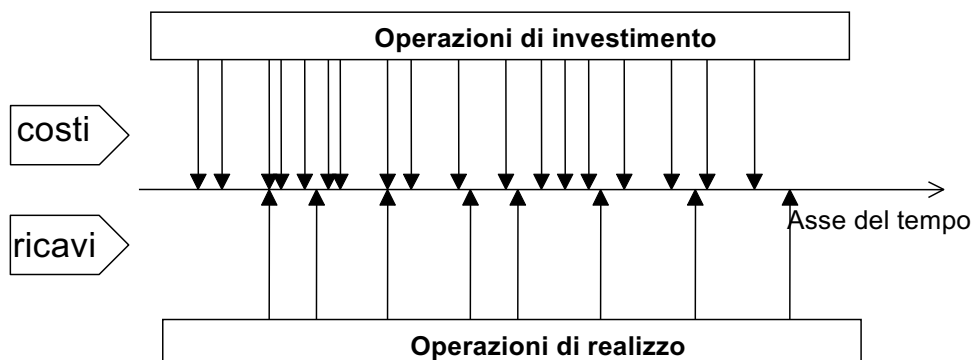 Operazioni di investimento
costi
Asse del tempo
ricavi
Operazioni di realizzo